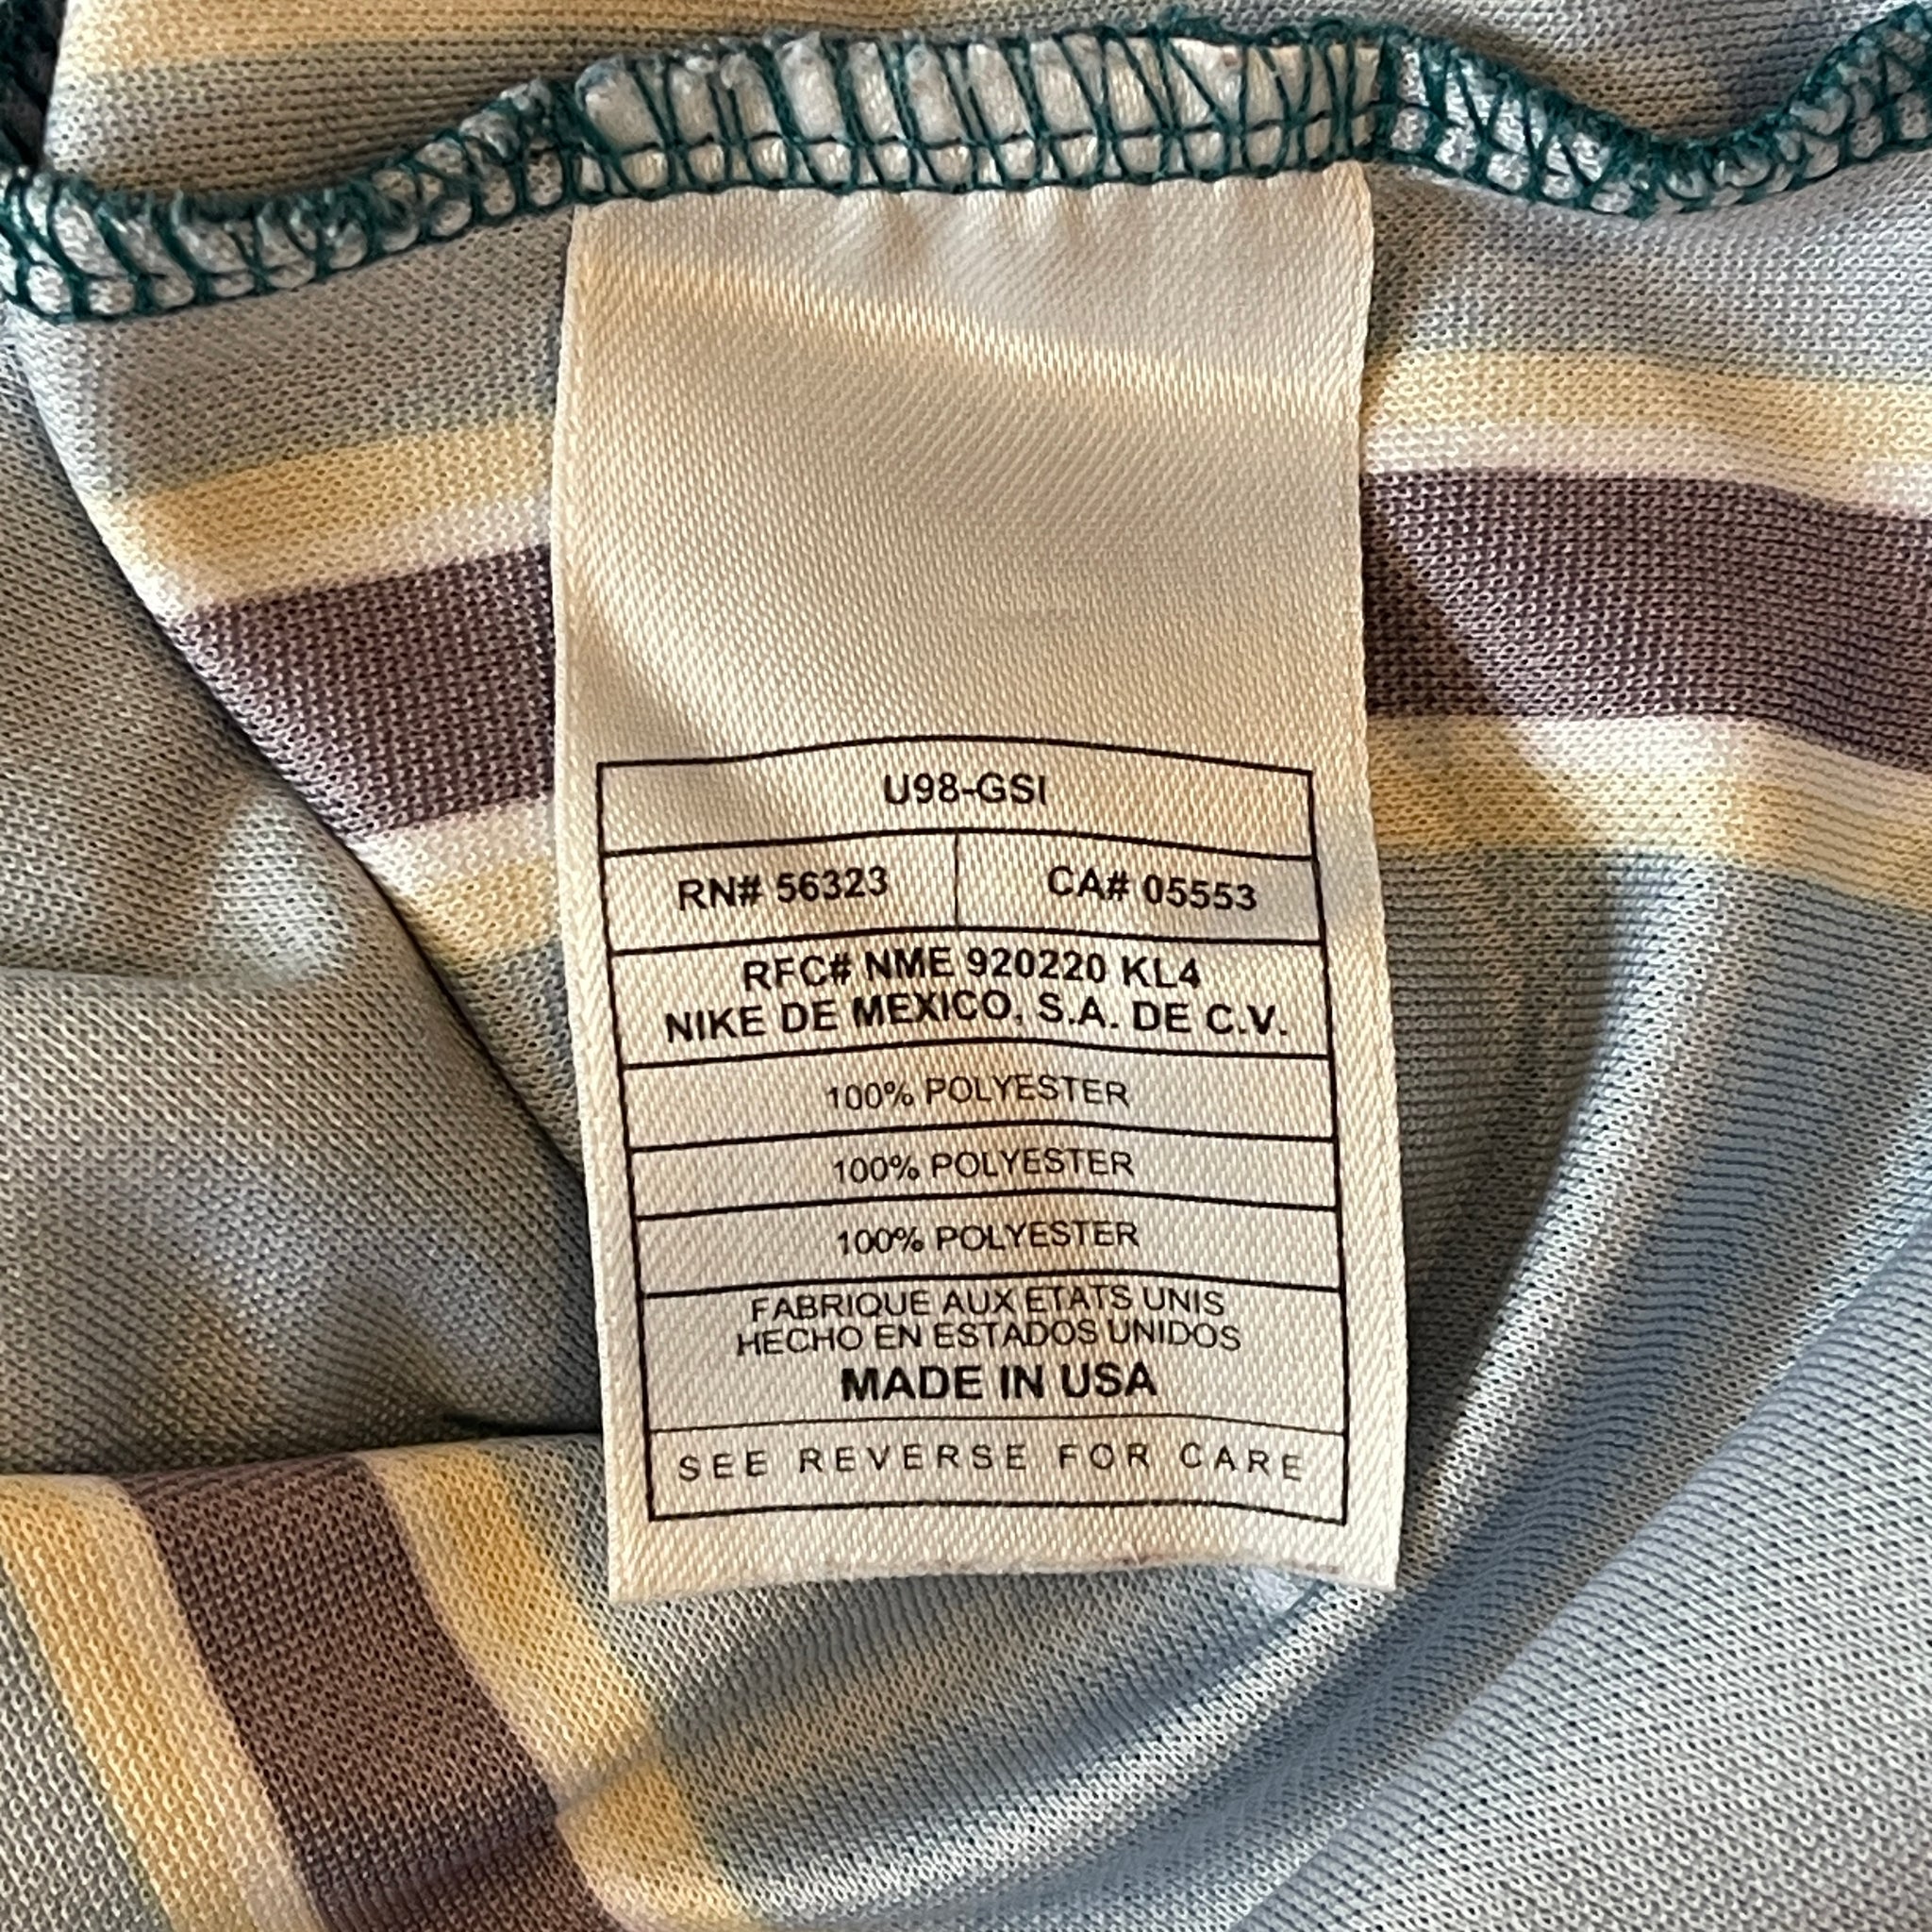 U98-GSI
RN# 56323 CA# 05553
RFC# NME 920220 KL4
NIKE DE MEXICO, S.A. DE C.V.
100% POLYESTER
100% POLYESTER
100% POLYESTER
FABRIQUE AUX ETATS UNIS
HECHO EN ESTADOS UNIDOS
MADE IN USA
SEE REVERSE FOR CARE